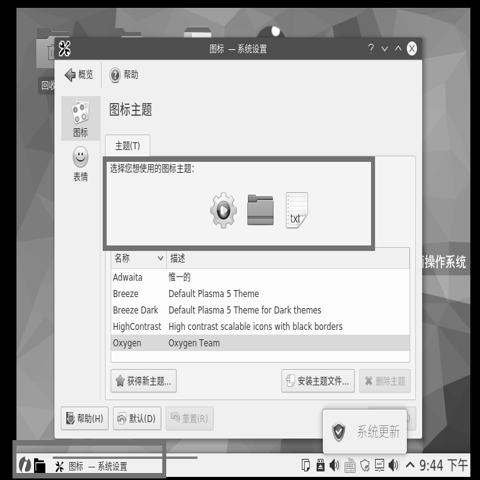 回收
图标 — 系统设置
概览
帮助
图标主题
图标
表情
主题(T)
选择您想使用的图标主题:
txt
名称
描述
Adwaita
惟一的
Breeze
Default Plasma 5 Theme
Breeze Dark
Default Plasma 5 Theme for Dark themes
HighContrast
High contrast scalable icons with black borders
Oxygen
Oxygen Team
操作系统
获得新主题...
安装主题文件...
删除主题
帮助(H)
默认(D)
重置(R)
系统更新
图标 — 系统设置
9:44 下午